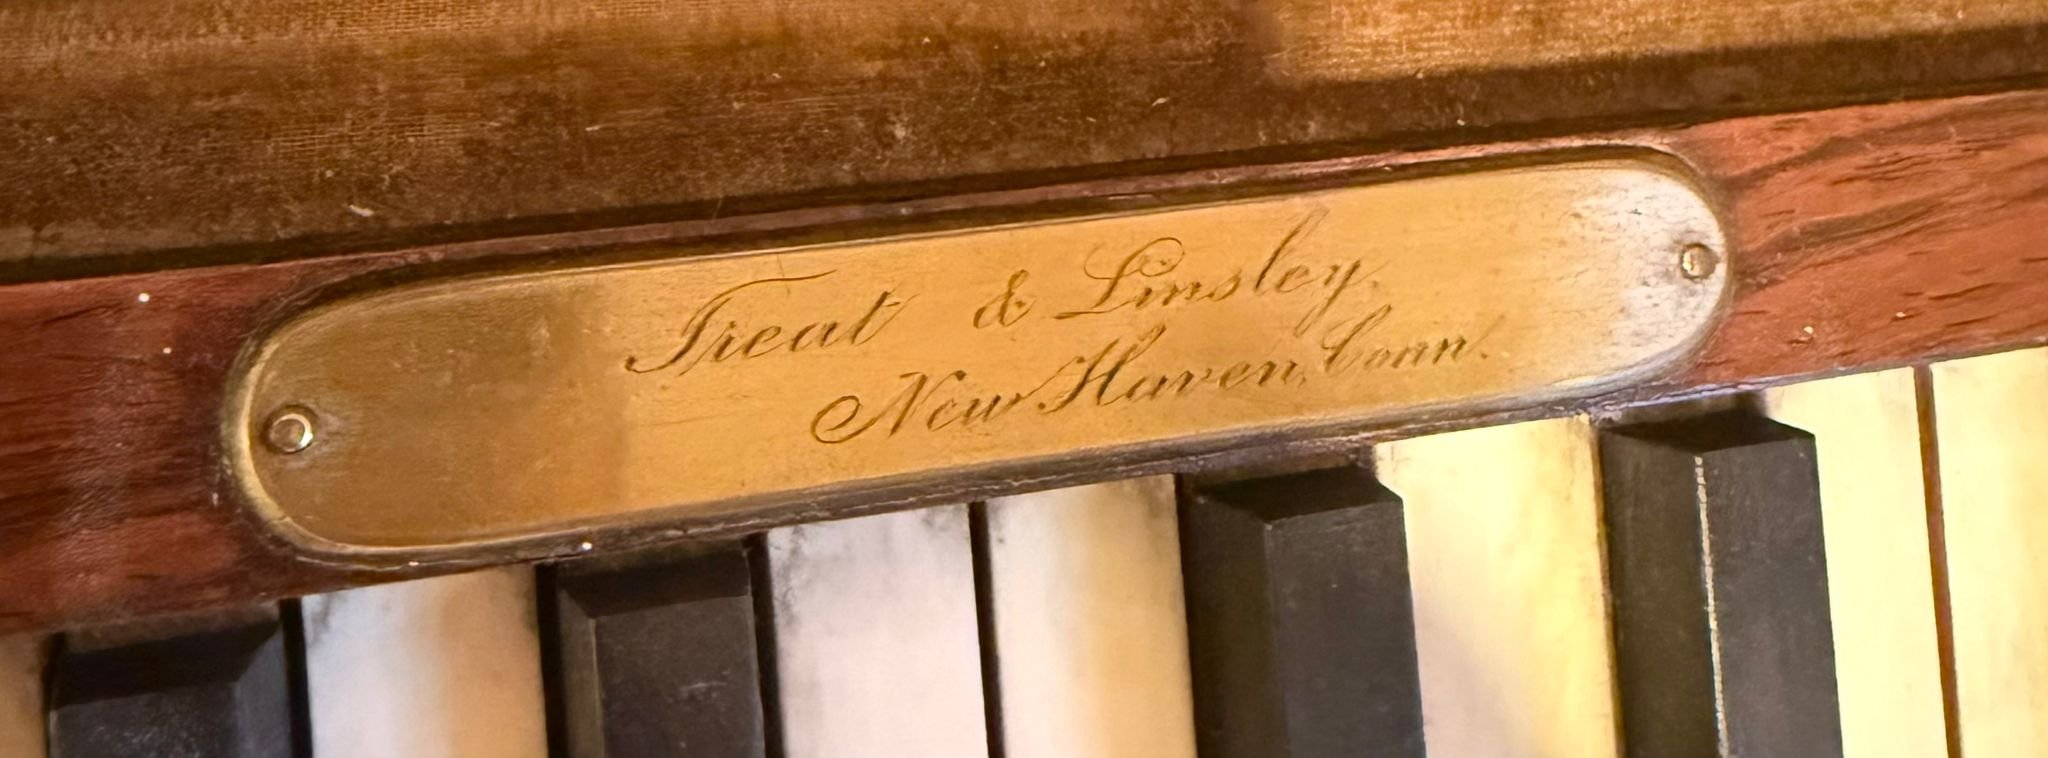 Treat & Linsley,
New Haven, Conn.